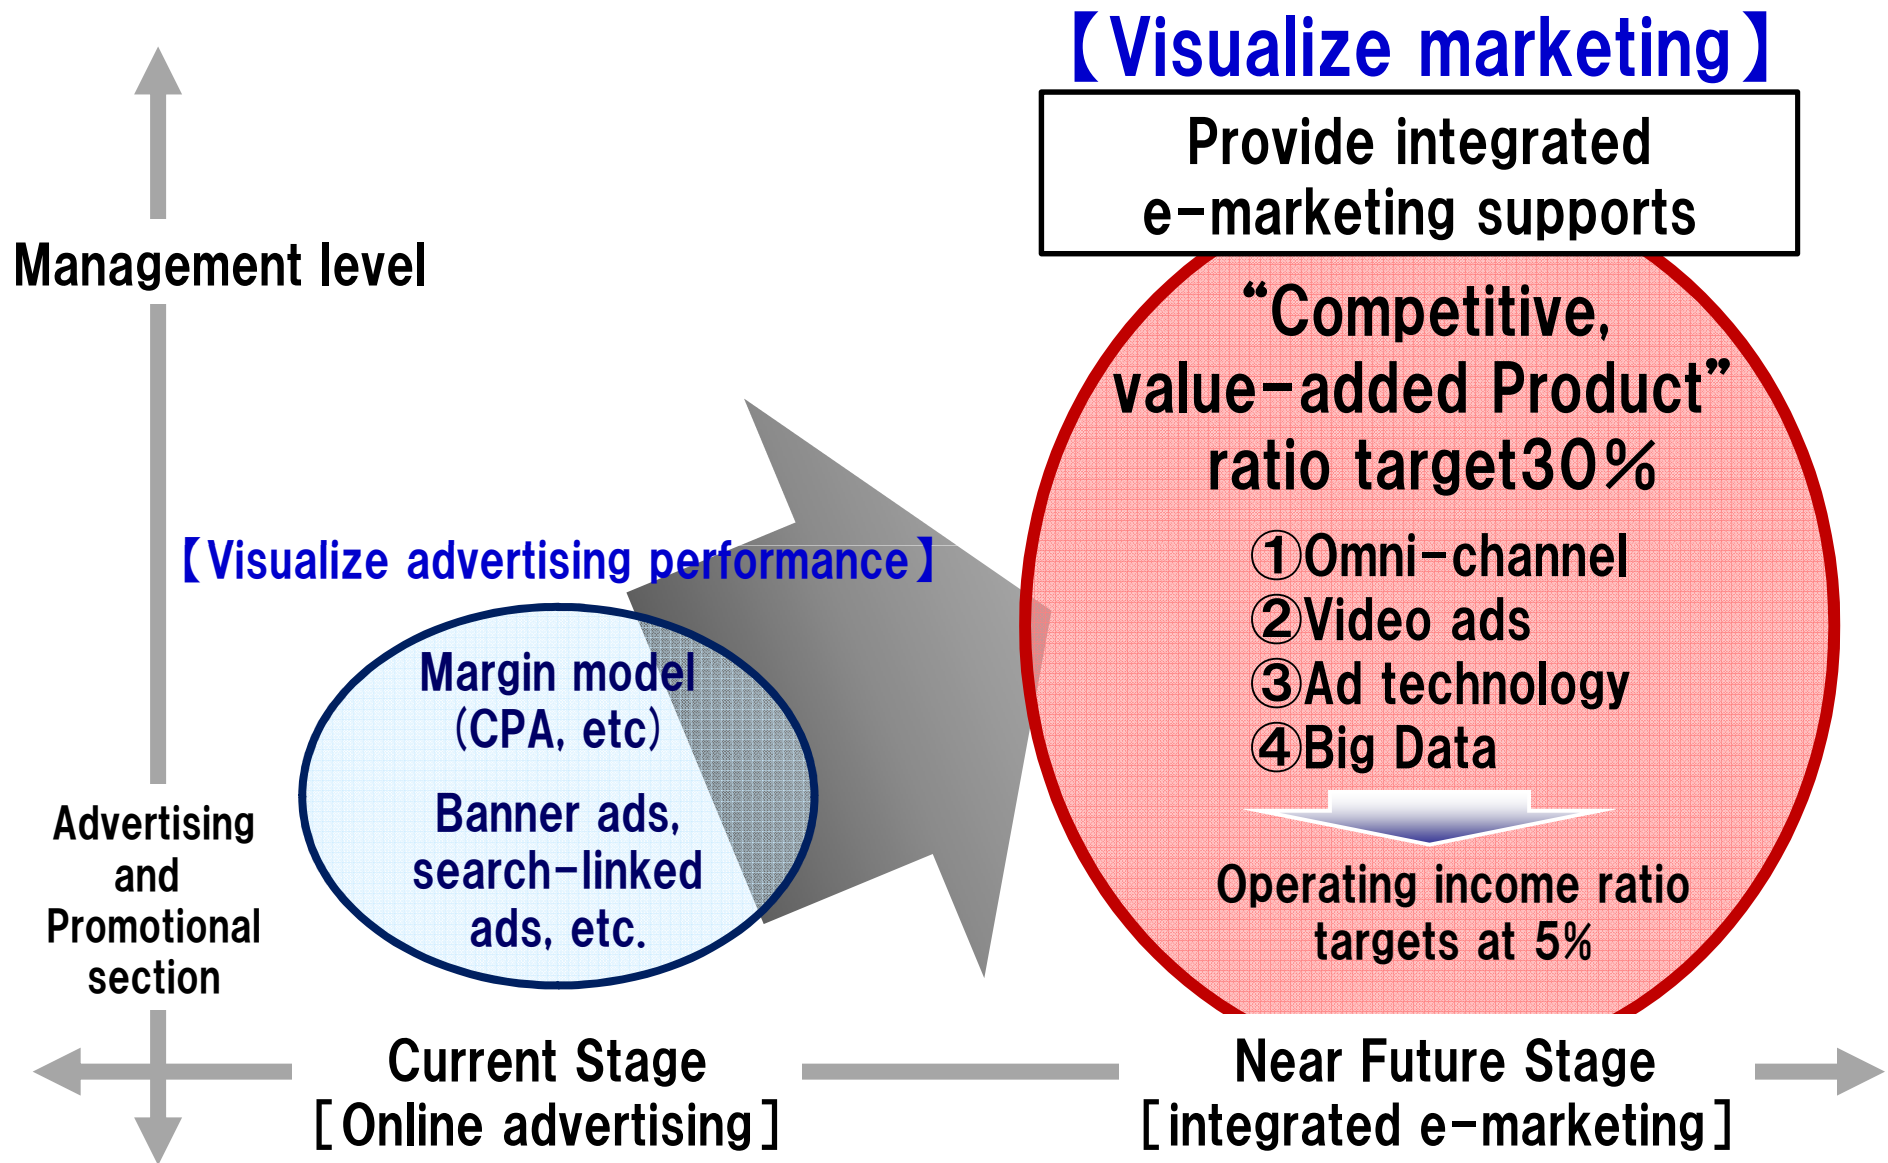 【Visualize marketing】
Provide integrated
e-marketing supports
Management level
“Competitive,
value-added Product”
ratio target30%
①Omni-channel
②Video ads
③Ad technology
④Big Data
Operating income ratio
targets at 5%
【Visualize advertising performance】
Margin model
(CPA, etc)
Banner ads,
search-linked
ads, etc.
Advertising
and
Promotional
section
Current Stage
[Online advertising]
Near Future Stage
[integrated e-marketing]